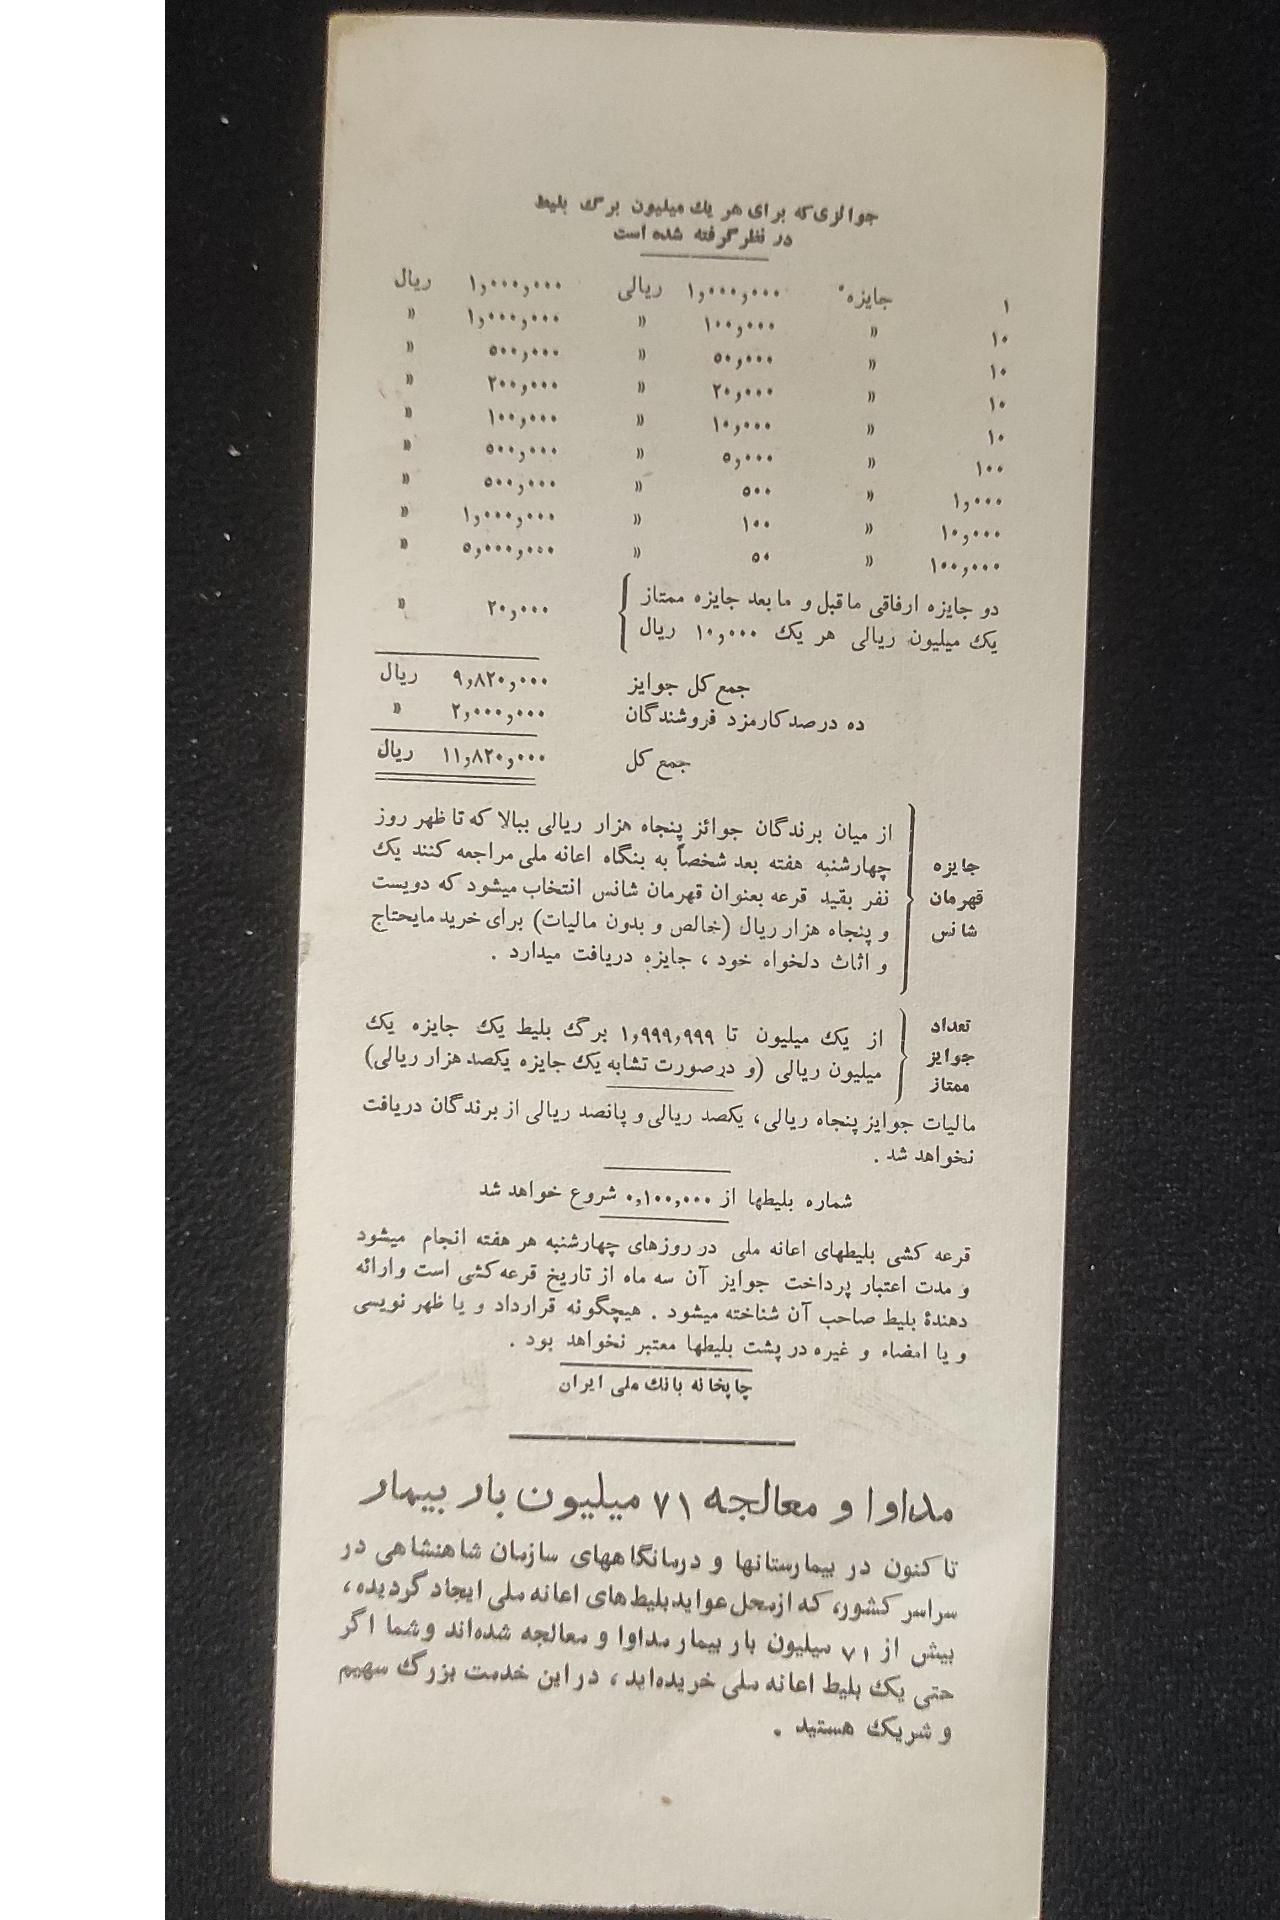 جوالزی که برای هر یک میلیون برگ بلیط
در نظر گرفته شده است
۱ جایزه ۱,۰۰۰,۰۰۰ ریالی ۱,۰۰۰,۰۰۰ ریال
۱۰ « ۱۰۰,۰۰۰ « ۱,۰۰۰,۰۰۰ «
۱۰ « ۵۰,۰۰۰ « ۵۰۰,۰۰۰ «
۱۰ « ۲۰,۰۰۰ « ۲۰۰,۰۰۰ «
۱۰ « ۱۰,۰۰۰ « ۱۰۰,۰۰۰ «
۱۰۰ « ۵,۰۰۰ « ۵۰۰,۰۰۰ «
۱,۰۰۰ « ۵۰۰ « ۵۰۰,۰۰۰ «
۱۰,۰۰۰ « ۱۰۰ « ۱,۰۰۰,۰۰۰ «
۱۰۰,۰۰۰ « ۵۰ « ۵,۰۰۰,۰۰۰ «
دو جایزه ارفاقی ماقبل و مابعد جایزه ممتاز
یک میلیون ریالی هر یک ۱۰,۰۰۰ ریال } ۲۰,۰۰۰ «
جمع کل جوایز ۹,۸۲۰,۰۰۰ ریال
ده درصد کارمزد فروشندگان ۲,۰۰۰,۰۰۰ «
جمع کل ۱۱,۸۲۰,۰۰۰ ریال
جایزه
قهرمان
شانس
از میان برندگان جوائز پنجاه هزار ریالی ببالا که تا ظهر روز
چهارشنبه هفته بعد شخصاً به بنگاه اعانه ملی مراجعه کنند یک
نفر بقید قرعه بعنوان قهرمان شانس انتخاب میشود که دویست
و پنجاه هزار ریال (خالص و بدون مالیات) برای خرید مایحتاج
و اثاث دلخواه خود ، جایزه دریافت میدارد .
تعداد
جوایز
ممتاز
از یک میلیون تا ۱,۹۹۹,۹۹۹ برگ بلیط یک جایزه یک
میلیون ریالی (و درصورت تشابه یک جایزه یکصد هزار ریالی)
مالیات جوایز پنجاه ریالی، یکصد ریالی و پانصد ریالی از برندگان دریافت
نخواهد شد .
شماره بلیطها از ۰,۱۰۰,۰۰۰ شروع خواهد شد
قرعه کشی بلیطهای اعانه ملی در روزهای چهارشنبه هر هفته انجام میشود
و مدت اعتبار پرداخت جوایز آن سه ماه از تاریخ قرعه کشی است و ارائه
دهندهٔ بلیط صاحب آن شناخته میشود . هیچگونه قرارداد و یا ظهر نویسی
و یا امضاء و غیره در پشت بلیطها معتبر نخواهد بود .
چاپخانه بانک ملی ایران
مداوا و معالجه ۷۱ میلیون بار بیمار
تا کنون در بیمارستانها و درمانگاههای سازمان شاهنشاهی در
سراسر کشور، که از محل عواید بلیط های اعانه ملی ایجاد گردیده،
بیش از ۷۱ میلیون بار بیمار مداوا و معالجه شده‌اند و شما اگر
حتی یک بلیط اعانه ملی خریده‌اید ، در این خدمت بزرگ سهیم
و شریک هستید .